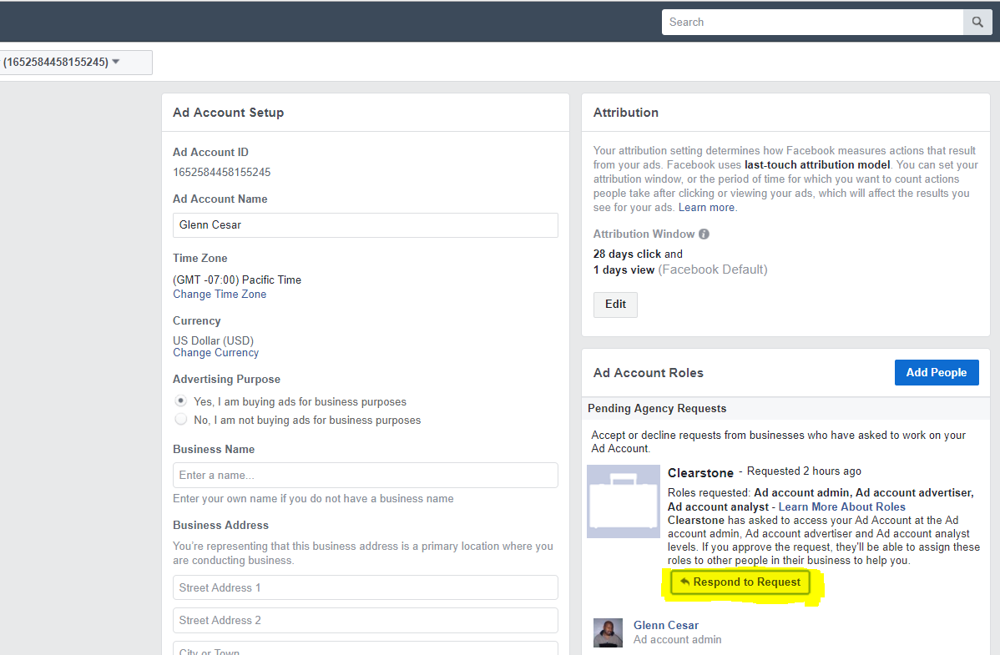 Search
(1652584458155245)
Ad Account Setup
Ad Account ID
1652584458155245
Ad Account Name
Glenn Cesar
Time Zone
(GMT -07:00) Pacific Time
Change Time Zone
Currency
US Dollar (USD)
Change Currency
Advertising Purpose
Yes, I am buying ads for business purposes
No, I am not buying ads for business purposes
Business Name
Enter a name...
Enter your own name if you do not have a business name
Business Address
You're representing that this business address is a primary location where you
are conducting business.
Street Address 1
Street Address 2
City or Town
Attribution
Your attribution setting determines how Facebook measures actions that result
from your ads. Facebook uses last-touch attribution model. You can set your
attribution window, or the period of time for which you want to count actions
people take after clicking or viewing your ads, which will affect the results you
see for your ads. Learn more.
Attribution Window
28 days click and
1 days view (Facebook Default)
Edit
Ad Account Roles
Add People
Pending Agency Requests
Accept or decline requests from businesses who have asked to work on your
Ad Account.
Clearstone - Requested 2 hours ago
Roles requested: Ad account admin, Ad account advertiser,
Ad account analyst - Learn More About Roles
Clearstone has asked to access your Ad Account at the Ad
account admin, Ad account advertiser and Ad account analyst
levels. If you approve the request, they'll be able to assign these
roles to other people in their business to help you.
Respond to Request
Glenn Cesar
Ad account admin